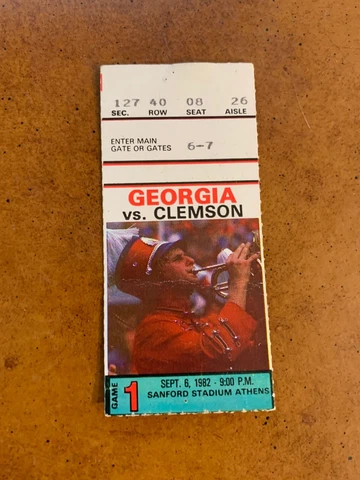 127 40 08 26
SEC. ROW SEAT AISLE
ENTER MAIN
GATE OR GATES 6-7
GEORGIA
vs. CLEMSON
GAME 1
SEPT. 6, 1982 - 9:00 P.M.
SANFORD STADIUM ATHENS